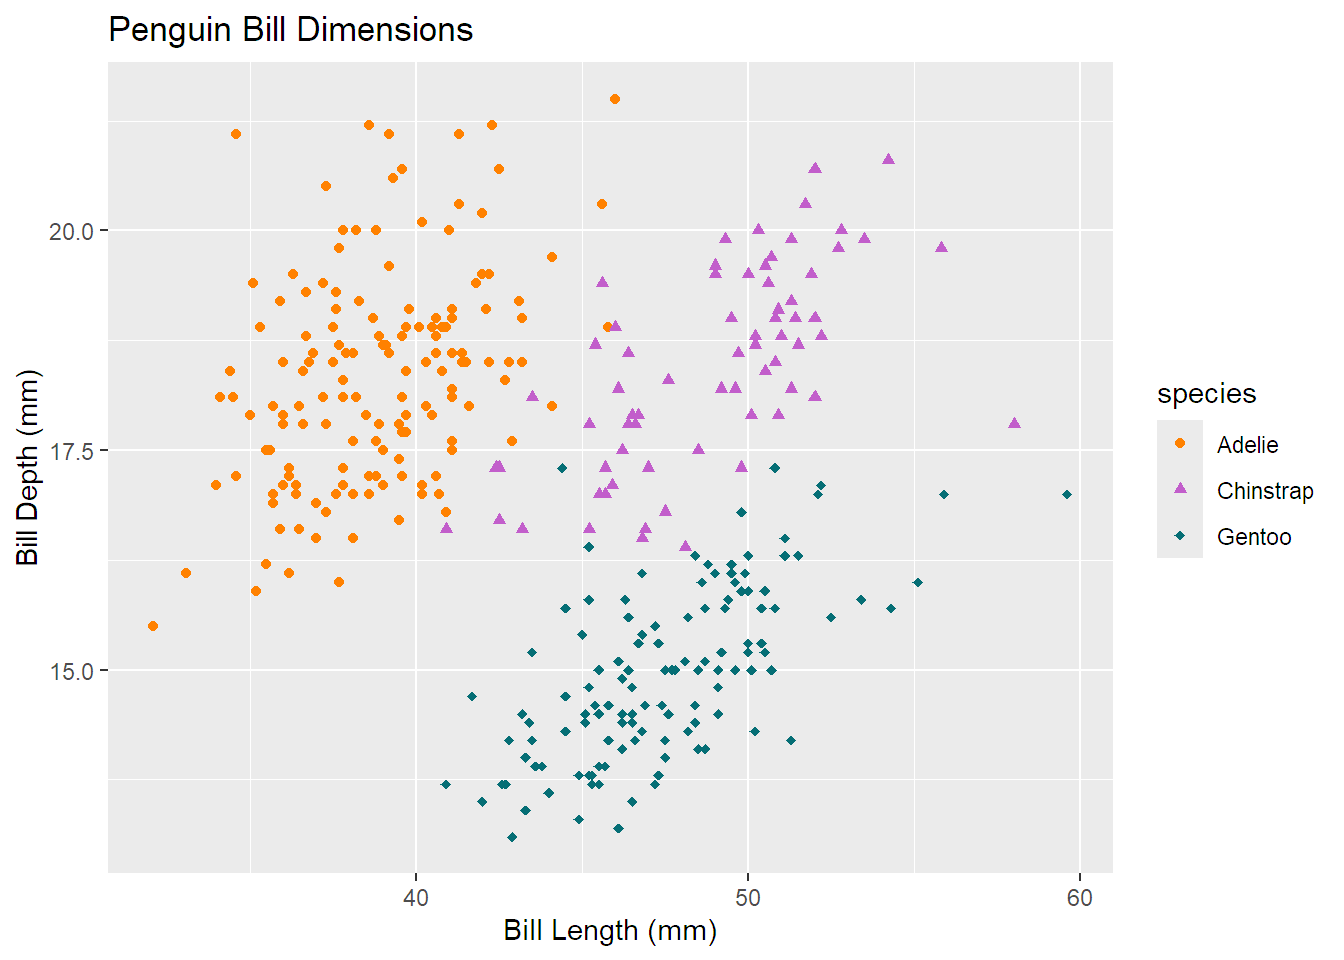 Penguin Bill Dimensions
20.0
17.5
15.0
Bill Depth (mm)
40
50
60
Bill Length (mm)
species
Adelie
Chinstrap
Gentoo